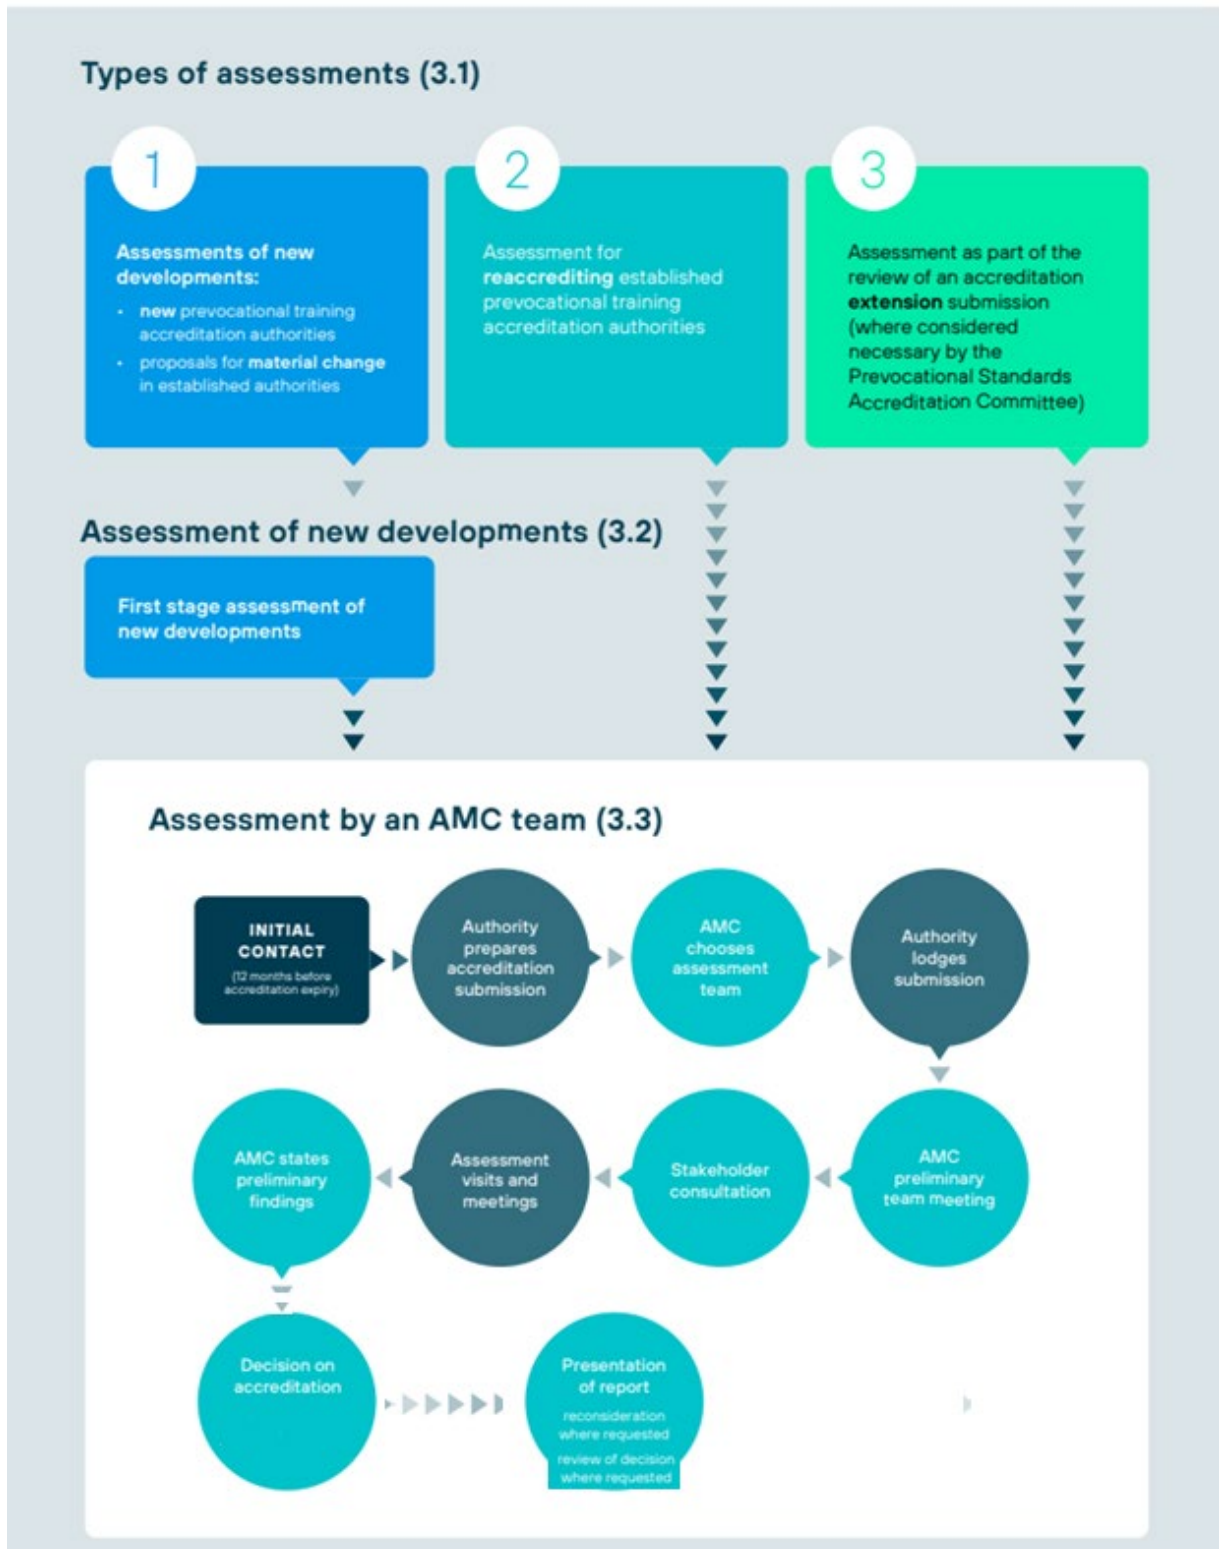 Types of assessments (3.1)
1
Assessments of new
developments:
• new prevocational training
accreditation authorities
• proposals for material change
in established authorities
2
Assessment for
reaccrediting established
prevocational training
accreditation authorities
3
Assessment as part of the
review of an accreditation
extension submission
(where considered
necessary by the
Prevocational Standards
Accreditation Committee)
Assessment of new developments (3.2)
First stage assessment of
new developments
Assessment by an AMC team (3.3)
INITIAL
CONTACT
(12 months before
accreditation expiry)
Authority
prepares
accreditation
submission
AMC
chooses
assessment
team
Authority
lodges
submission
AMC
preliminary
team meeting
Stakeholder
consultation
Assessment
visits and
meetings
AMC states
preliminary
findings
Decision on
accreditation
Presentation
of report
reconsideration
where requested
review of decision
where requested